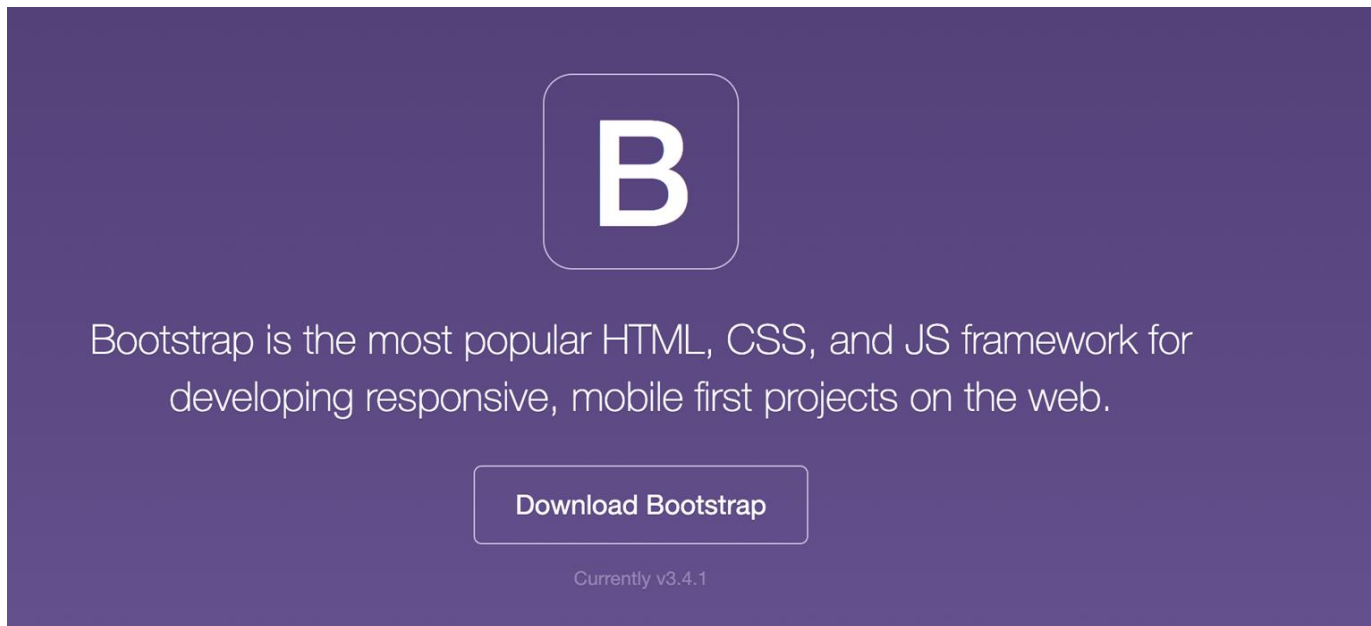 B
Bootstrap is the most popular HTML, CSS, and JS framework for
developing responsive, mobile first projects on the web.
Download Bootstrap
Currently v3.4.1